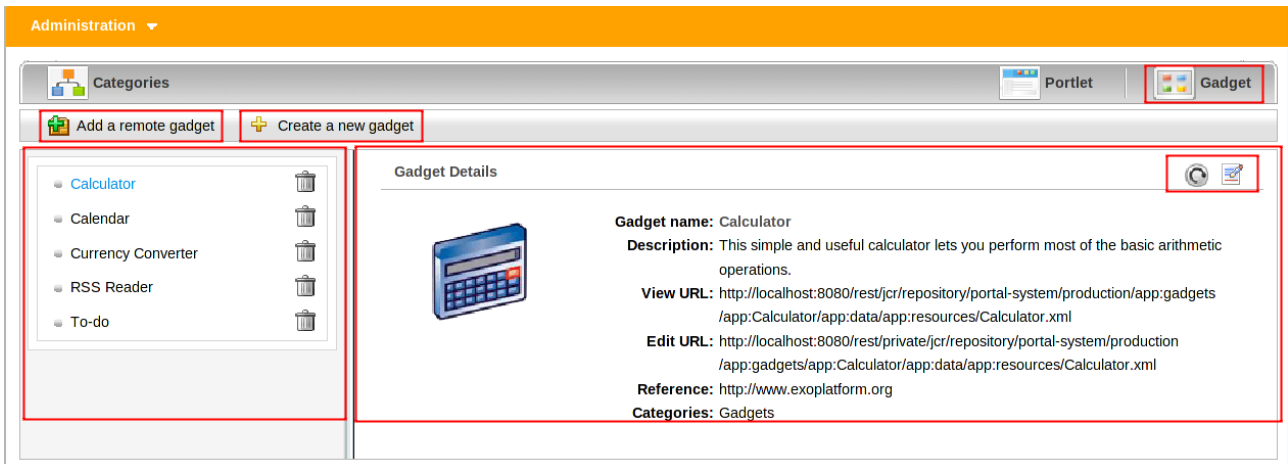 Administration
Categories
Portlet
Gadget
Add a remote gadget
Create a new gadget
Calculator
Calendar
Currency Converter
RSS Reader
To-do
Gadget Details
Gadget name: Calculator
Description: This simple and useful calculator lets you perform most of the basic arithmetic
operations.
View URL: http://localhost:8080/rest/jcr/repository/portal-system/production/app:gadgets
/app:Calculator/app:data/app:resources/Calculator.xml
Edit URL: http://localhost:8080/rest/private/jcr/repository/portal-system/production
/app:gadgets/app:Calculator/app:data/app:resources/Calculator.xml
Reference: http://www.exoplatform.org
Categories: Gadgets